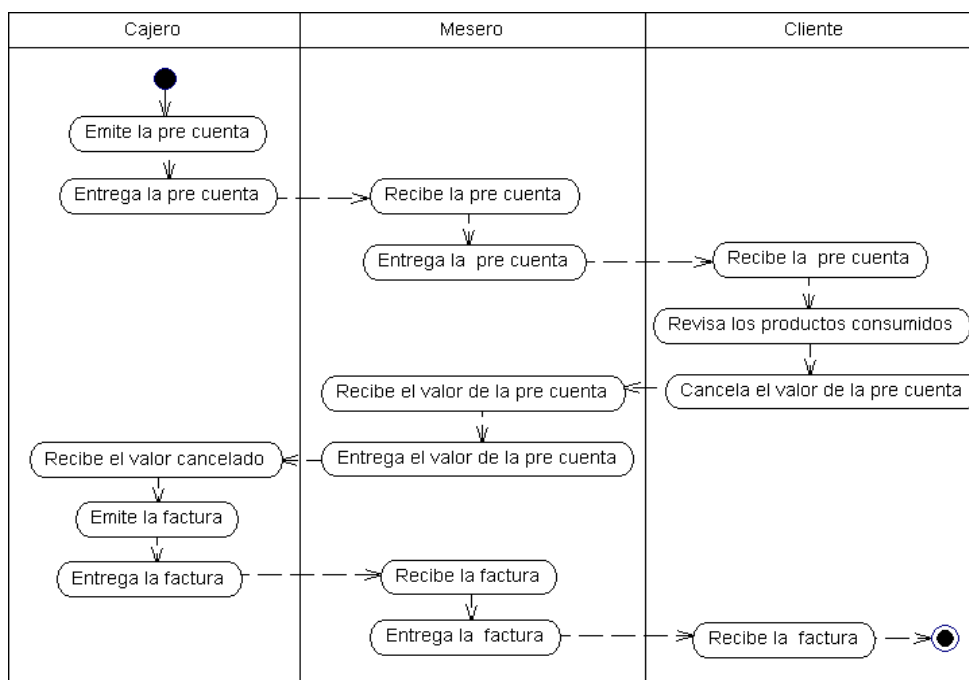 Cajero
Mesero
Cliente
Emite la pre cuenta
Entrega la pre cuenta
Recibe la pre cuenta
Entrega la pre cuenta
Recibe la pre cuenta
Revisa los productos consumidos
Cancela el valor de la pre cuenta
Recibe el valor de la pre cuenta
Entrega el valor de la pre cuenta
Recibe el valor cancelado
Emite la factura
Entrega la factura
Recibe la factura
Entrega la factura
Recibe la factura